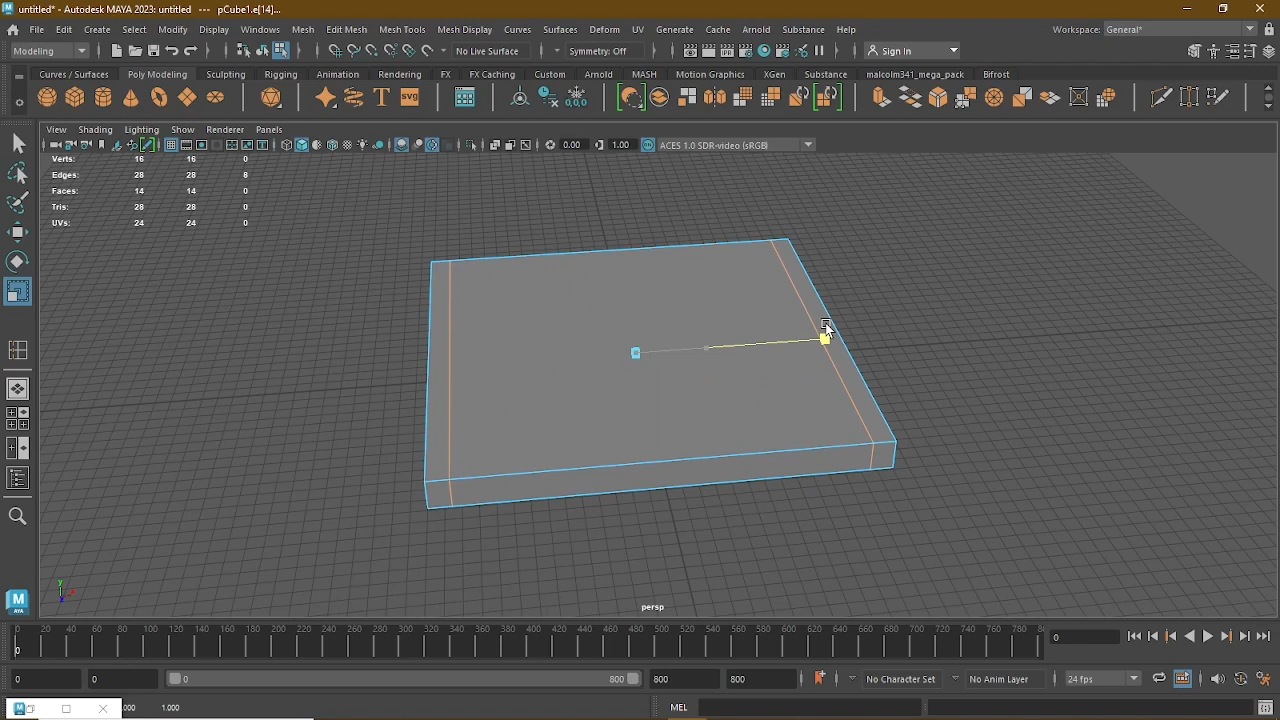 untitled* - Autodesk MAYA 2023: untitled --- pCube1.e[14]...
File Edit Create Select Modify Display Windows Mesh Edit Mesh Mesh Tools Mesh Display Curves Surfaces Deform UV Generate Cache Arnold Substance Help Workspace: General*
Modeling No Live Surface Symmetry: Off Sign In
Curves / Surfaces Poly Modeling Sculpting Rigging Animation Rendering FX FX Caching Custom Arnold MASH Motion Graphics XGen Substance malcolm341_mega_pack Bifrost
SVG
0,0,0
View Shading Lighting Show Renderer Panels
0.00 1.00 ACES 1.0 SDR-video (sRGB)
Verts: 16 16 0
Edges: 28 28 8
Faces: 14 14 0
Tris: 28 28 0
UVs: 24 24 0
y
persp
M
AYA
0 20 40 60 80 100 120 140 160 180 200 220 240 260 280 300 320 340 360 380 400 420 440 460 480 500 520 540 560 580 600 620 640 660 680 700 720 740 760 780 8
0 0
0 0 0 800 800 800 No Character Set No Anim Layer 24 fps
.000 1.000 MEL